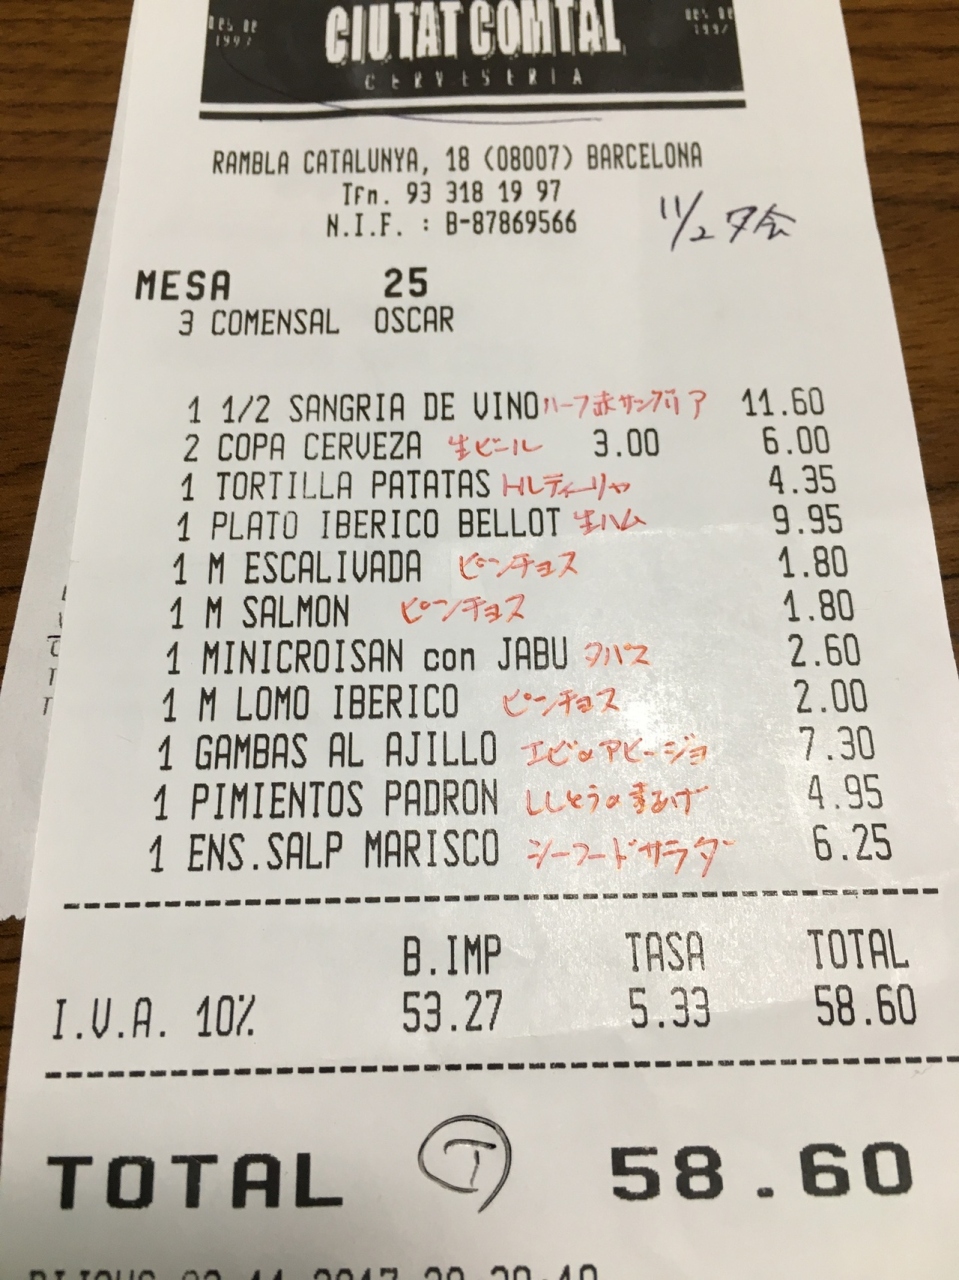 DES DE 1997 CIUTAT COMTAL DES DE 1997
CERVESERIA
RAMBLA CATALUNYA, 18 (08007) BARCELONA
Tfn. 93 318 19 97
N.I.F. : B-87869566
11/2 夕食
MESA 25
3 COMENSAL OSCAR
1 1/2 SANGRIA DE VINO ハーフ赤サングリア 11.60
2 COPA CERVEZA 生ビール 3.00 6.00
1 TORTILLA PATATAS トルティーリャ 4.35
1 PLATO IBERICO BELLOT 生ハム 9.95
1 M ESCALIVADA ピンチョス 1.80
1 M SALMON ピンチョス 1.80
1 MINICROISAN con JABU タパス 2.60
1 M LOMO IBERICO ピンチョス 2.00
1 GAMBAS AL AJILLO エビのアヒージョ 7.30
1 PIMIENTOS PADRON ししとうの素あげ 4.95
1 ENS.SALP MARISCO シーフードサラダ 6.25
B.IMP TASA TOTAL
I.V.A. 10% 53.27 5.33 58.60
TOTAL T 58.60